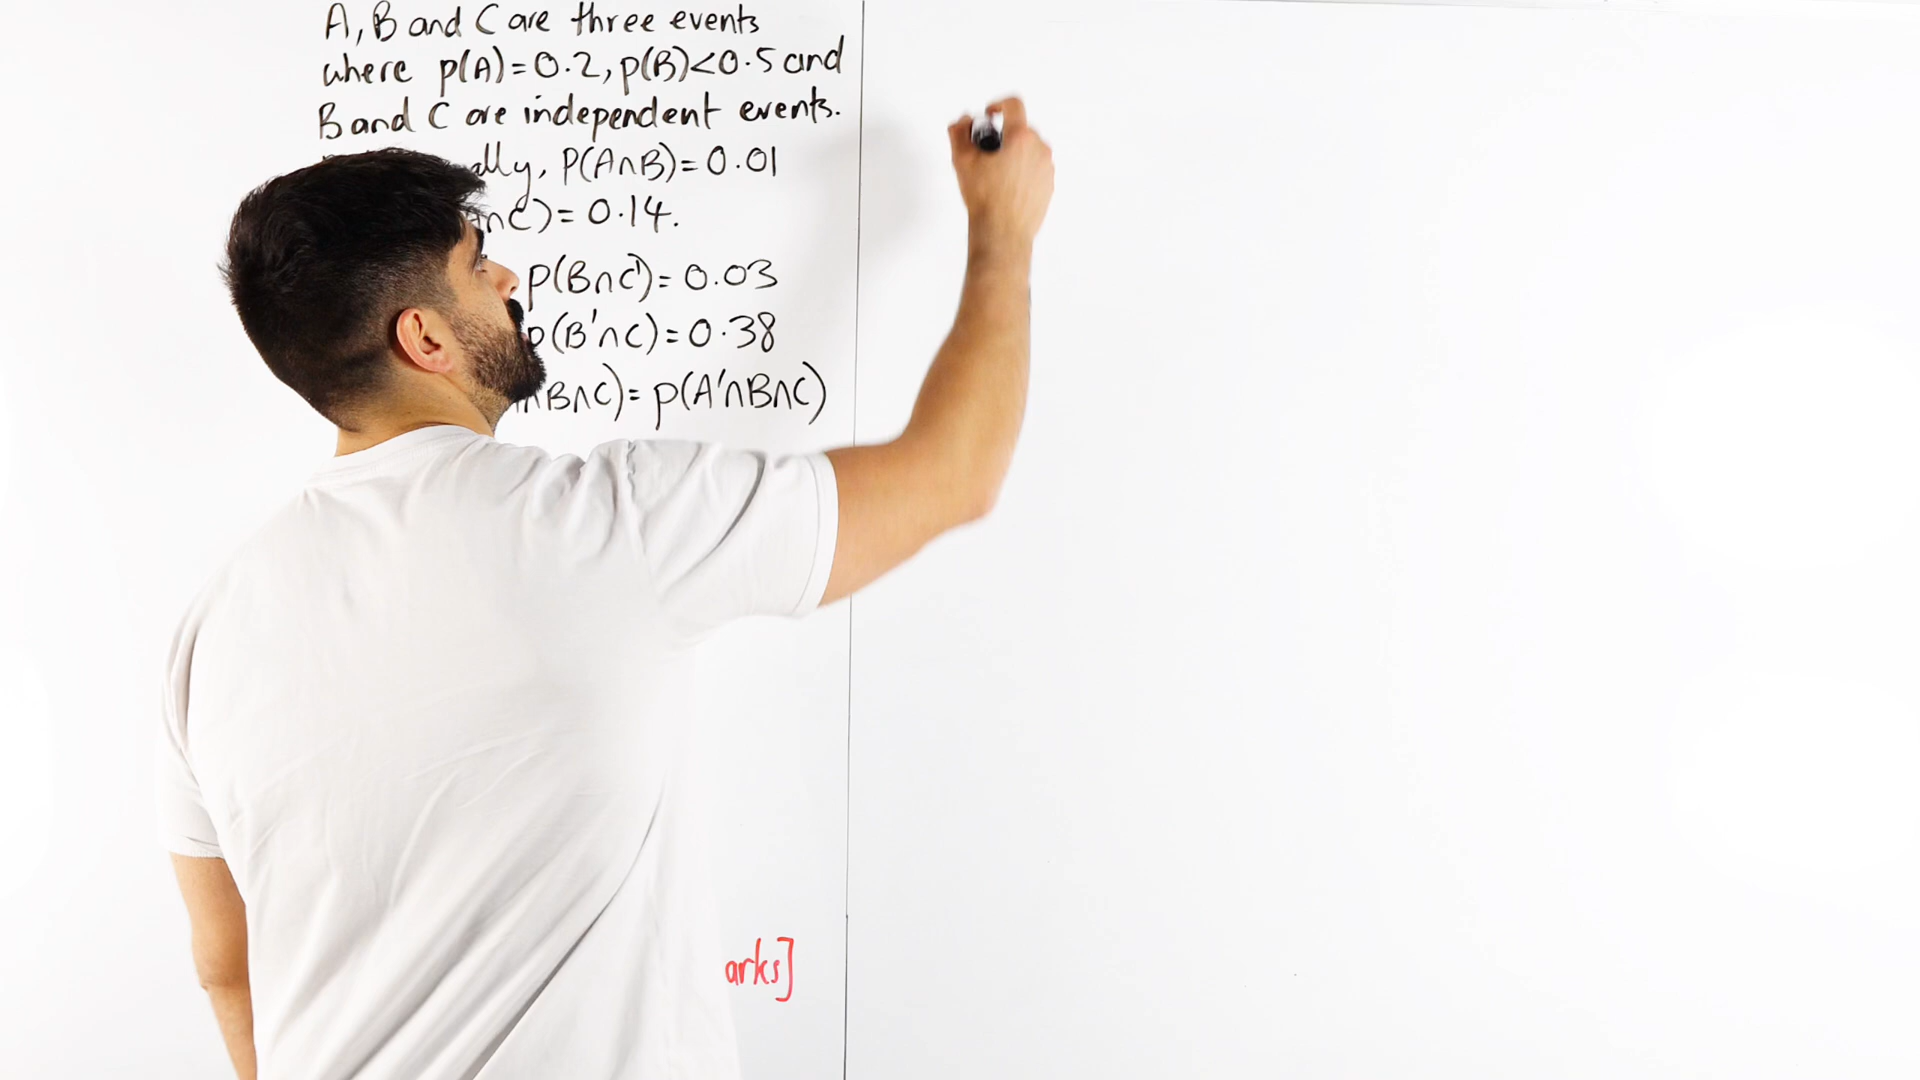 A, B and C are three events
where p(A)=0.2, p(B)<0.5 and
B and C are independent events.
P(A∩B)=0.01
∩C)=0.14.
p(B∩C')=0.03
p(B'∩C)=0.38
∩B∩C)=p(A'∩B∩C)
arks]